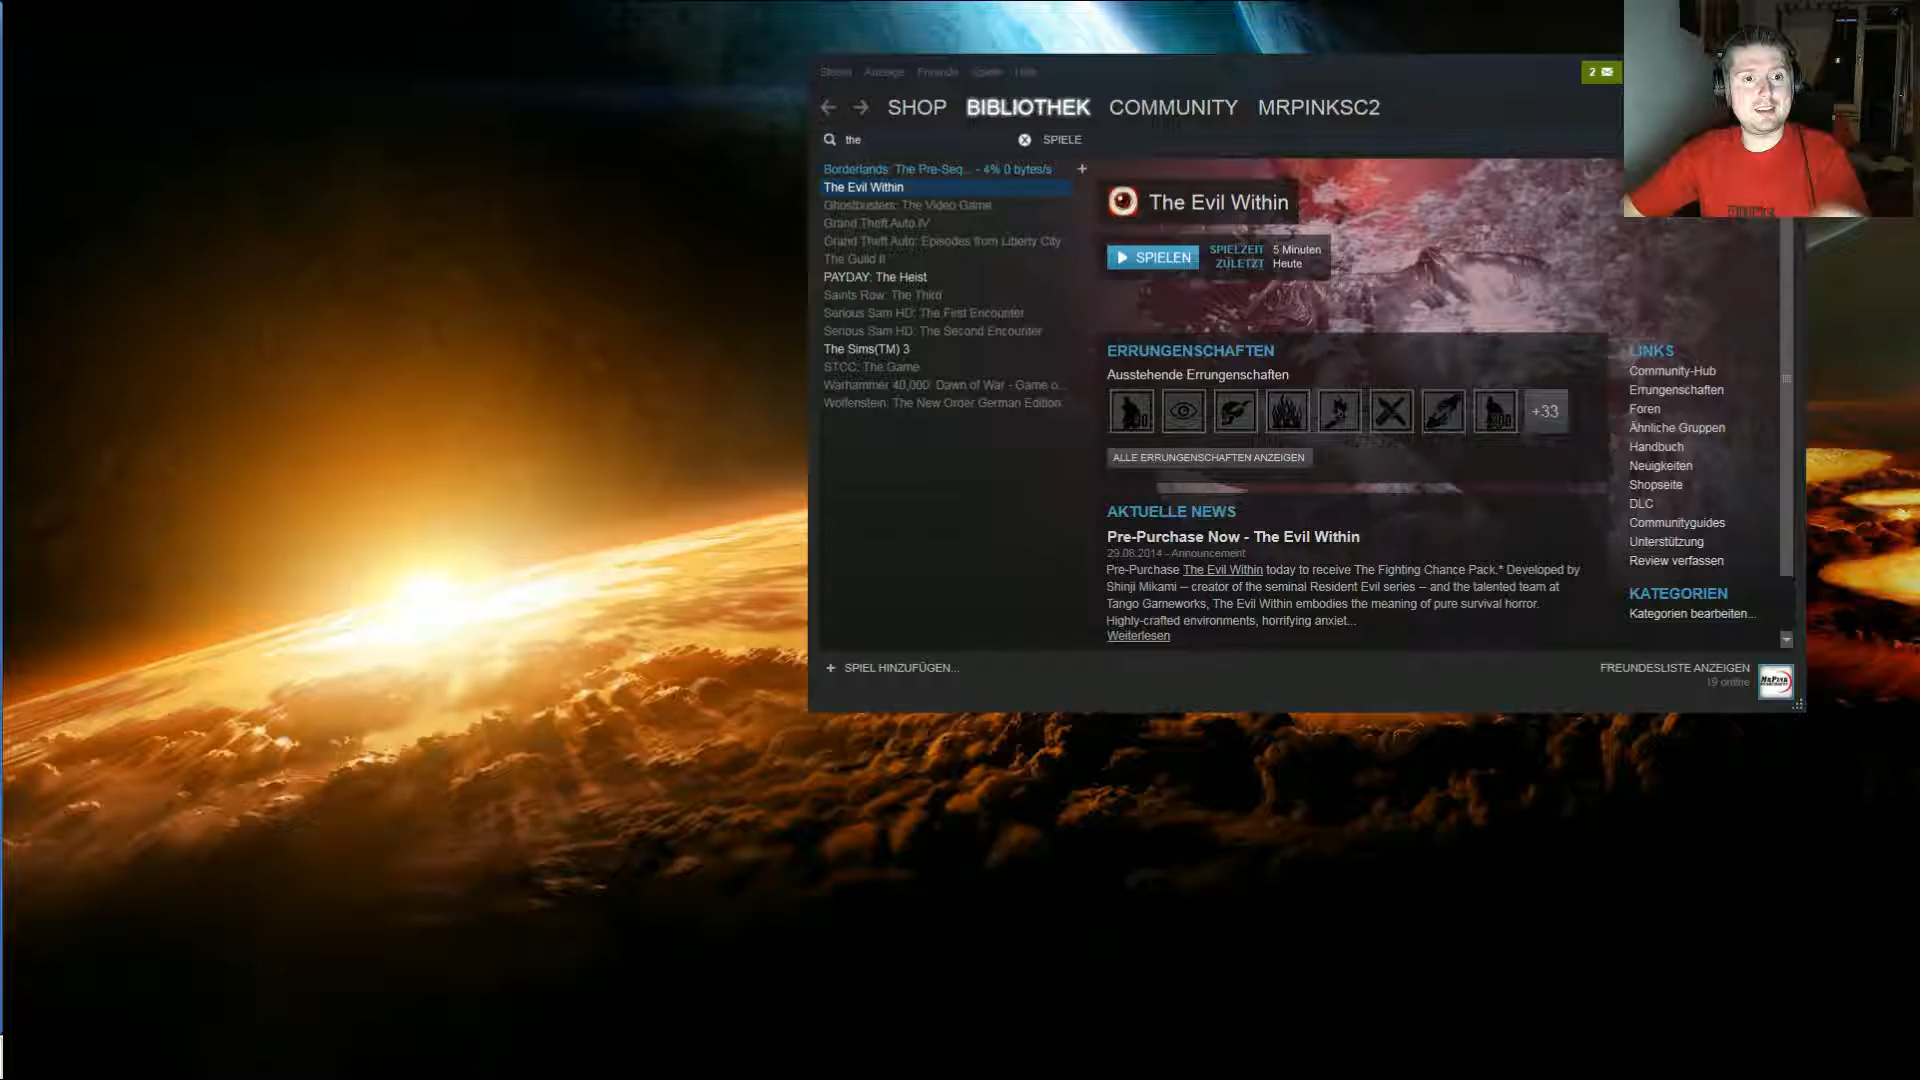 Steam Anzeige Freunde Spiele Hilfe
2
SHOP BIBLIOTHEK COMMUNITY MRPINKSC2
the SPIELE
Borderlands: The Pre-Seq... - 4% 0 bytes/s
The Evil Within
Ghostbusters: The Video Game
Grand Theft Auto IV
Grand Theft Auto: Episodes from Liberty City
The Guild II
PAYDAY: The Heist
Saints Row: The Third
Serious Sam HD: The First Encounter
Serious Sam HD: The Second Encounter
The Sims(TM) 3
STCC: The Game
Warhammer 40,000: Dawn of War - Game o...
Wolfenstein: The New Order German Edition
The Evil Within
SPIELEN
SPIELZEIT 5 Minuten
ZULETZT Heute
ERRUNGENSCHAFTEN
Ausstehende Errungenschaften
+33
ALLE ERRUNGENSCHAFTEN ANZEIGEN
AKTUELLE NEWS
Pre-Purchase Now - The Evil Within
29.08.2014 - Announcement
Pre-Purchase The Evil Within today to receive The Fighting Chance Pack.* Developed by
Shinji Mikami – creator of the seminal Resident Evil series – and the talented team at
Tango Gameworks, The Evil Within embodies the meaning of pure survival horror.
Highly-crafted environments, horrifying anxiet...
Weiterlesen
LINKS
Community-Hub
Errungenschaften
Foren
Ähnliche Gruppen
Handbuch
Neuigkeiten
Shopseite
DLC
Communityguides
Unterstützung
Review verfassen
KATEGORIEN
Kategorien bearbeiten...
+ SPIEL HINZUFÜGEN...
FREUNDESLISTE ANZEIGEN
19 online
MrPink